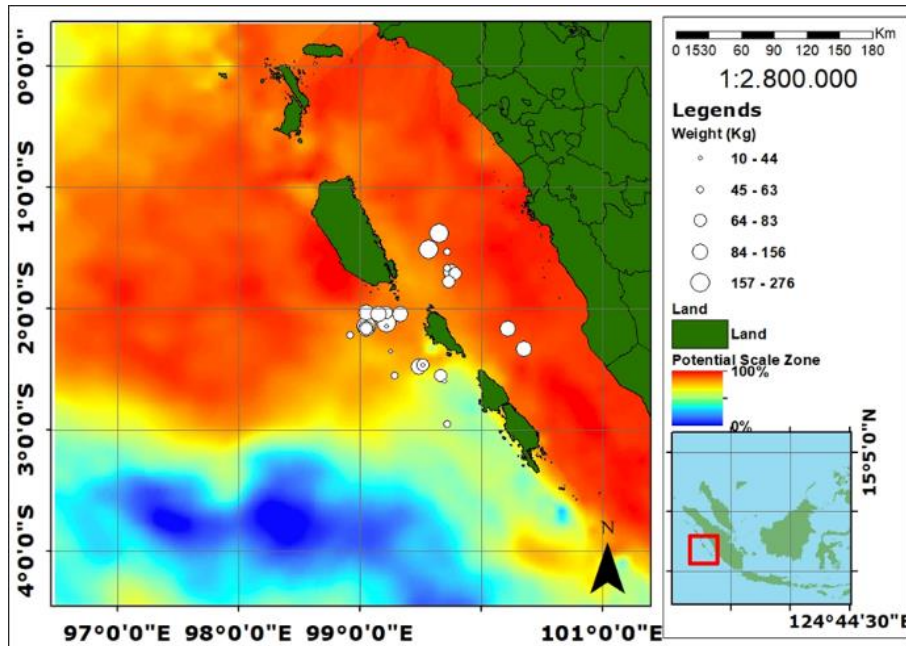 0°0'0"
1°0'0"S
2°0'0"S
3°0'0"S
4°0'0"S
97°0'0"E
98°0'0"E
99°0'0"E
101°0'0"E
N
Km
0 1530 60 90 120 150 180
1:2.800.000
Legends
Weight (Kg)
10 - 44
45 - 63
64 - 83
84 - 156
157 - 276
Land
Land
Potential Scale Zone
100%
0%
15°5'0"N
124°44'30"E